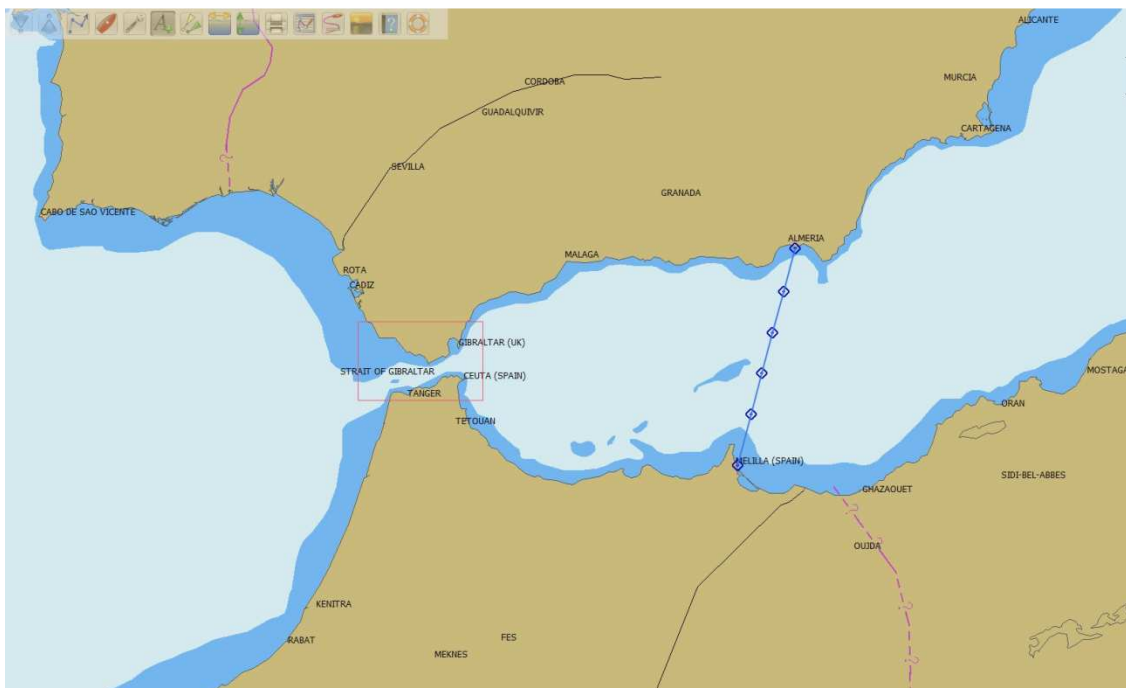 ALICANTE
MURCIA
CORDOBA
GUADALQUIVIR
CARTAGENA
SEVILLA
GRANADA
CABO DE SAO VICENTE
ALMERIA
MALAGA
ROTA
CADIZ
GIBRALTAR (UK)
STRAIT OF GIBRALTAR
CEUTA (SPAIN)
MOSTAGA
TANGER
ORAN
TETOUAN
MELILLA (SPAIN)
SIDI-BEL-ABBES
GHAZAOUET
OUJDA
KENITRA
FES
RABAT
MEKNES